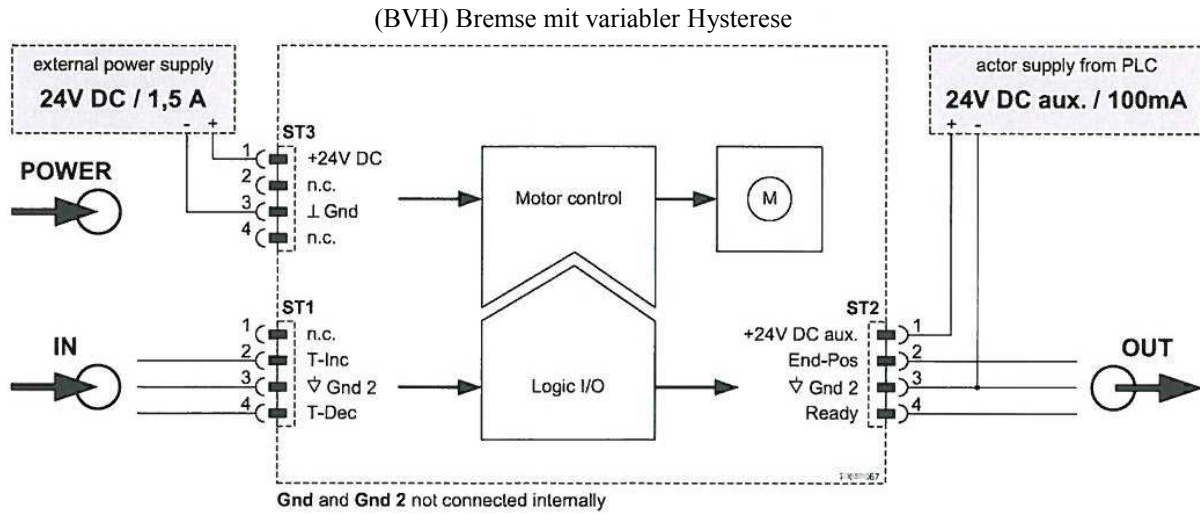 (BVH) Bremse mit variabler Hysterese
external power supply
24V DC / 1,5 A
- +
POWER
ST3
1 +24V DC
2 n.c.
3 ⊥ Gnd
4 n.c.
Motor control
M
actor supply from PLC
24V DC aux. / 100mA
+ -
IN
ST1
1 n.c.
2 T-Inc
3 Gnd 2
4 T-Dec
Logic I/O
ST2
+24V DC aux. 1
End-Pos 2
Gnd 2 3
Ready 4
OUT
Gnd and Gnd 2 not connected internally